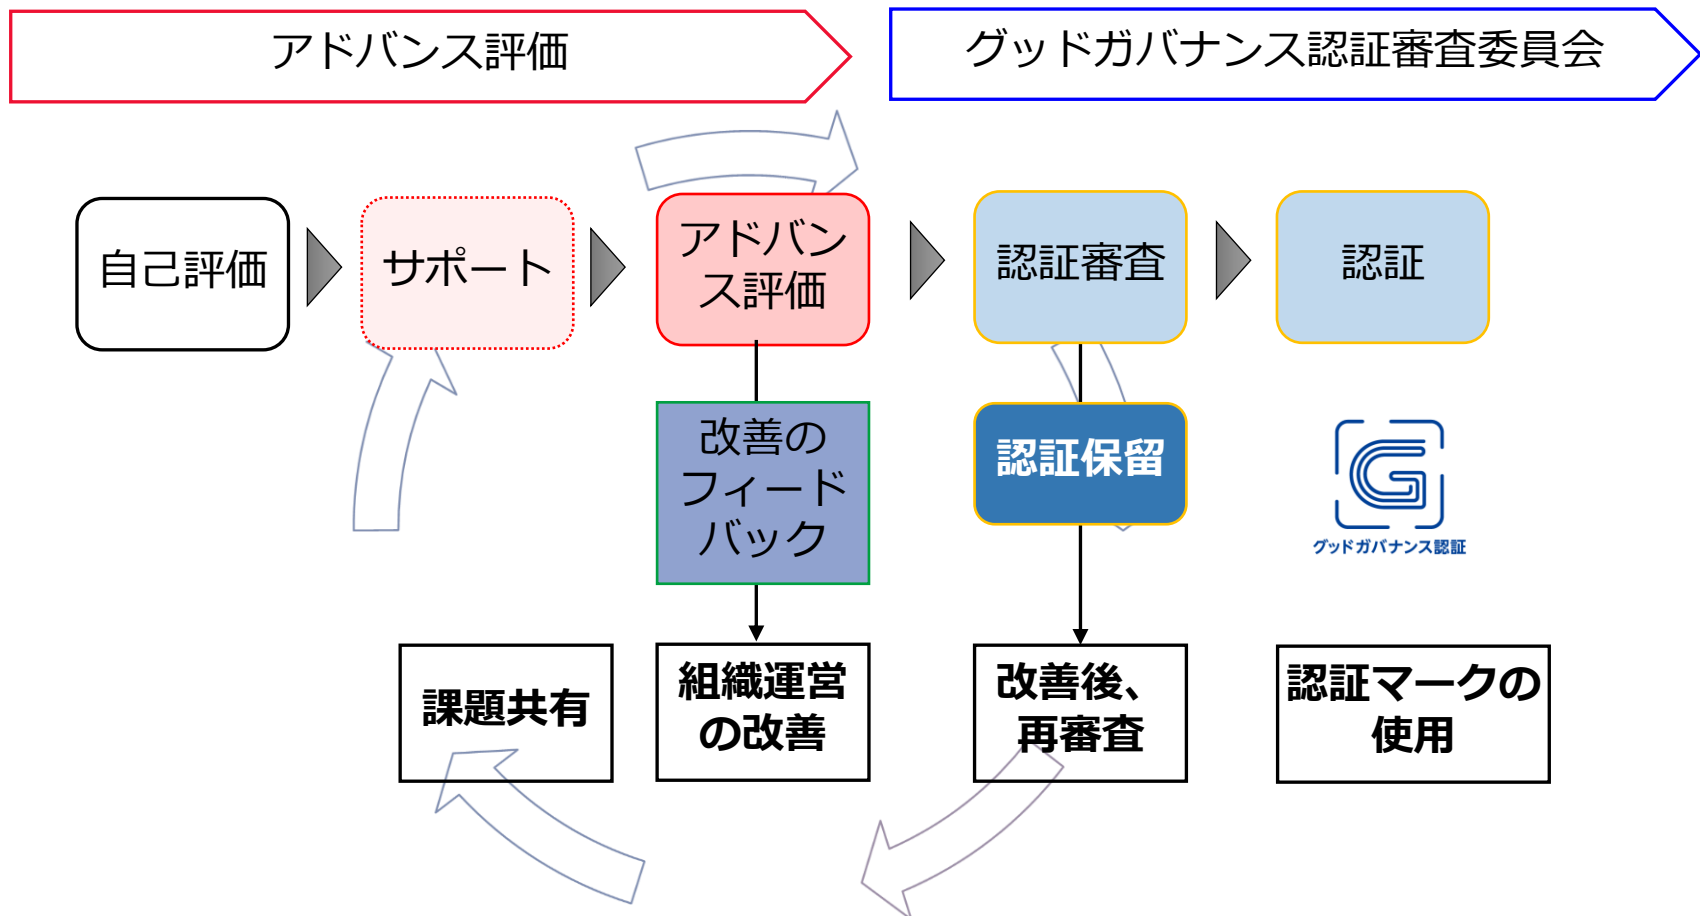 アドバンス評価
グッドガバナンス認証審査委員会
自己評価
サポート
アドバン
ス評価
認証審査
認証
改善の
フィード
バック
認証保留
グッドガバナンス認証
課題共有
組織運営
の改善
改善後、
再審査
認証マークの
使用